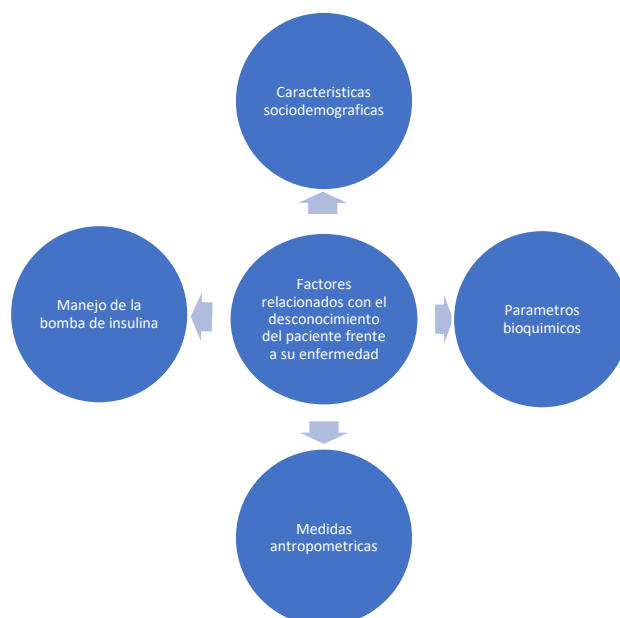 Caracteristicas
sociodemograficas
Manejo de la
bomba de insulina
Factores
relacionados con el
desconocimiento
del paciente frente
a su enfermedad
Parametros
bioquimicos
Medidas
antropometricas